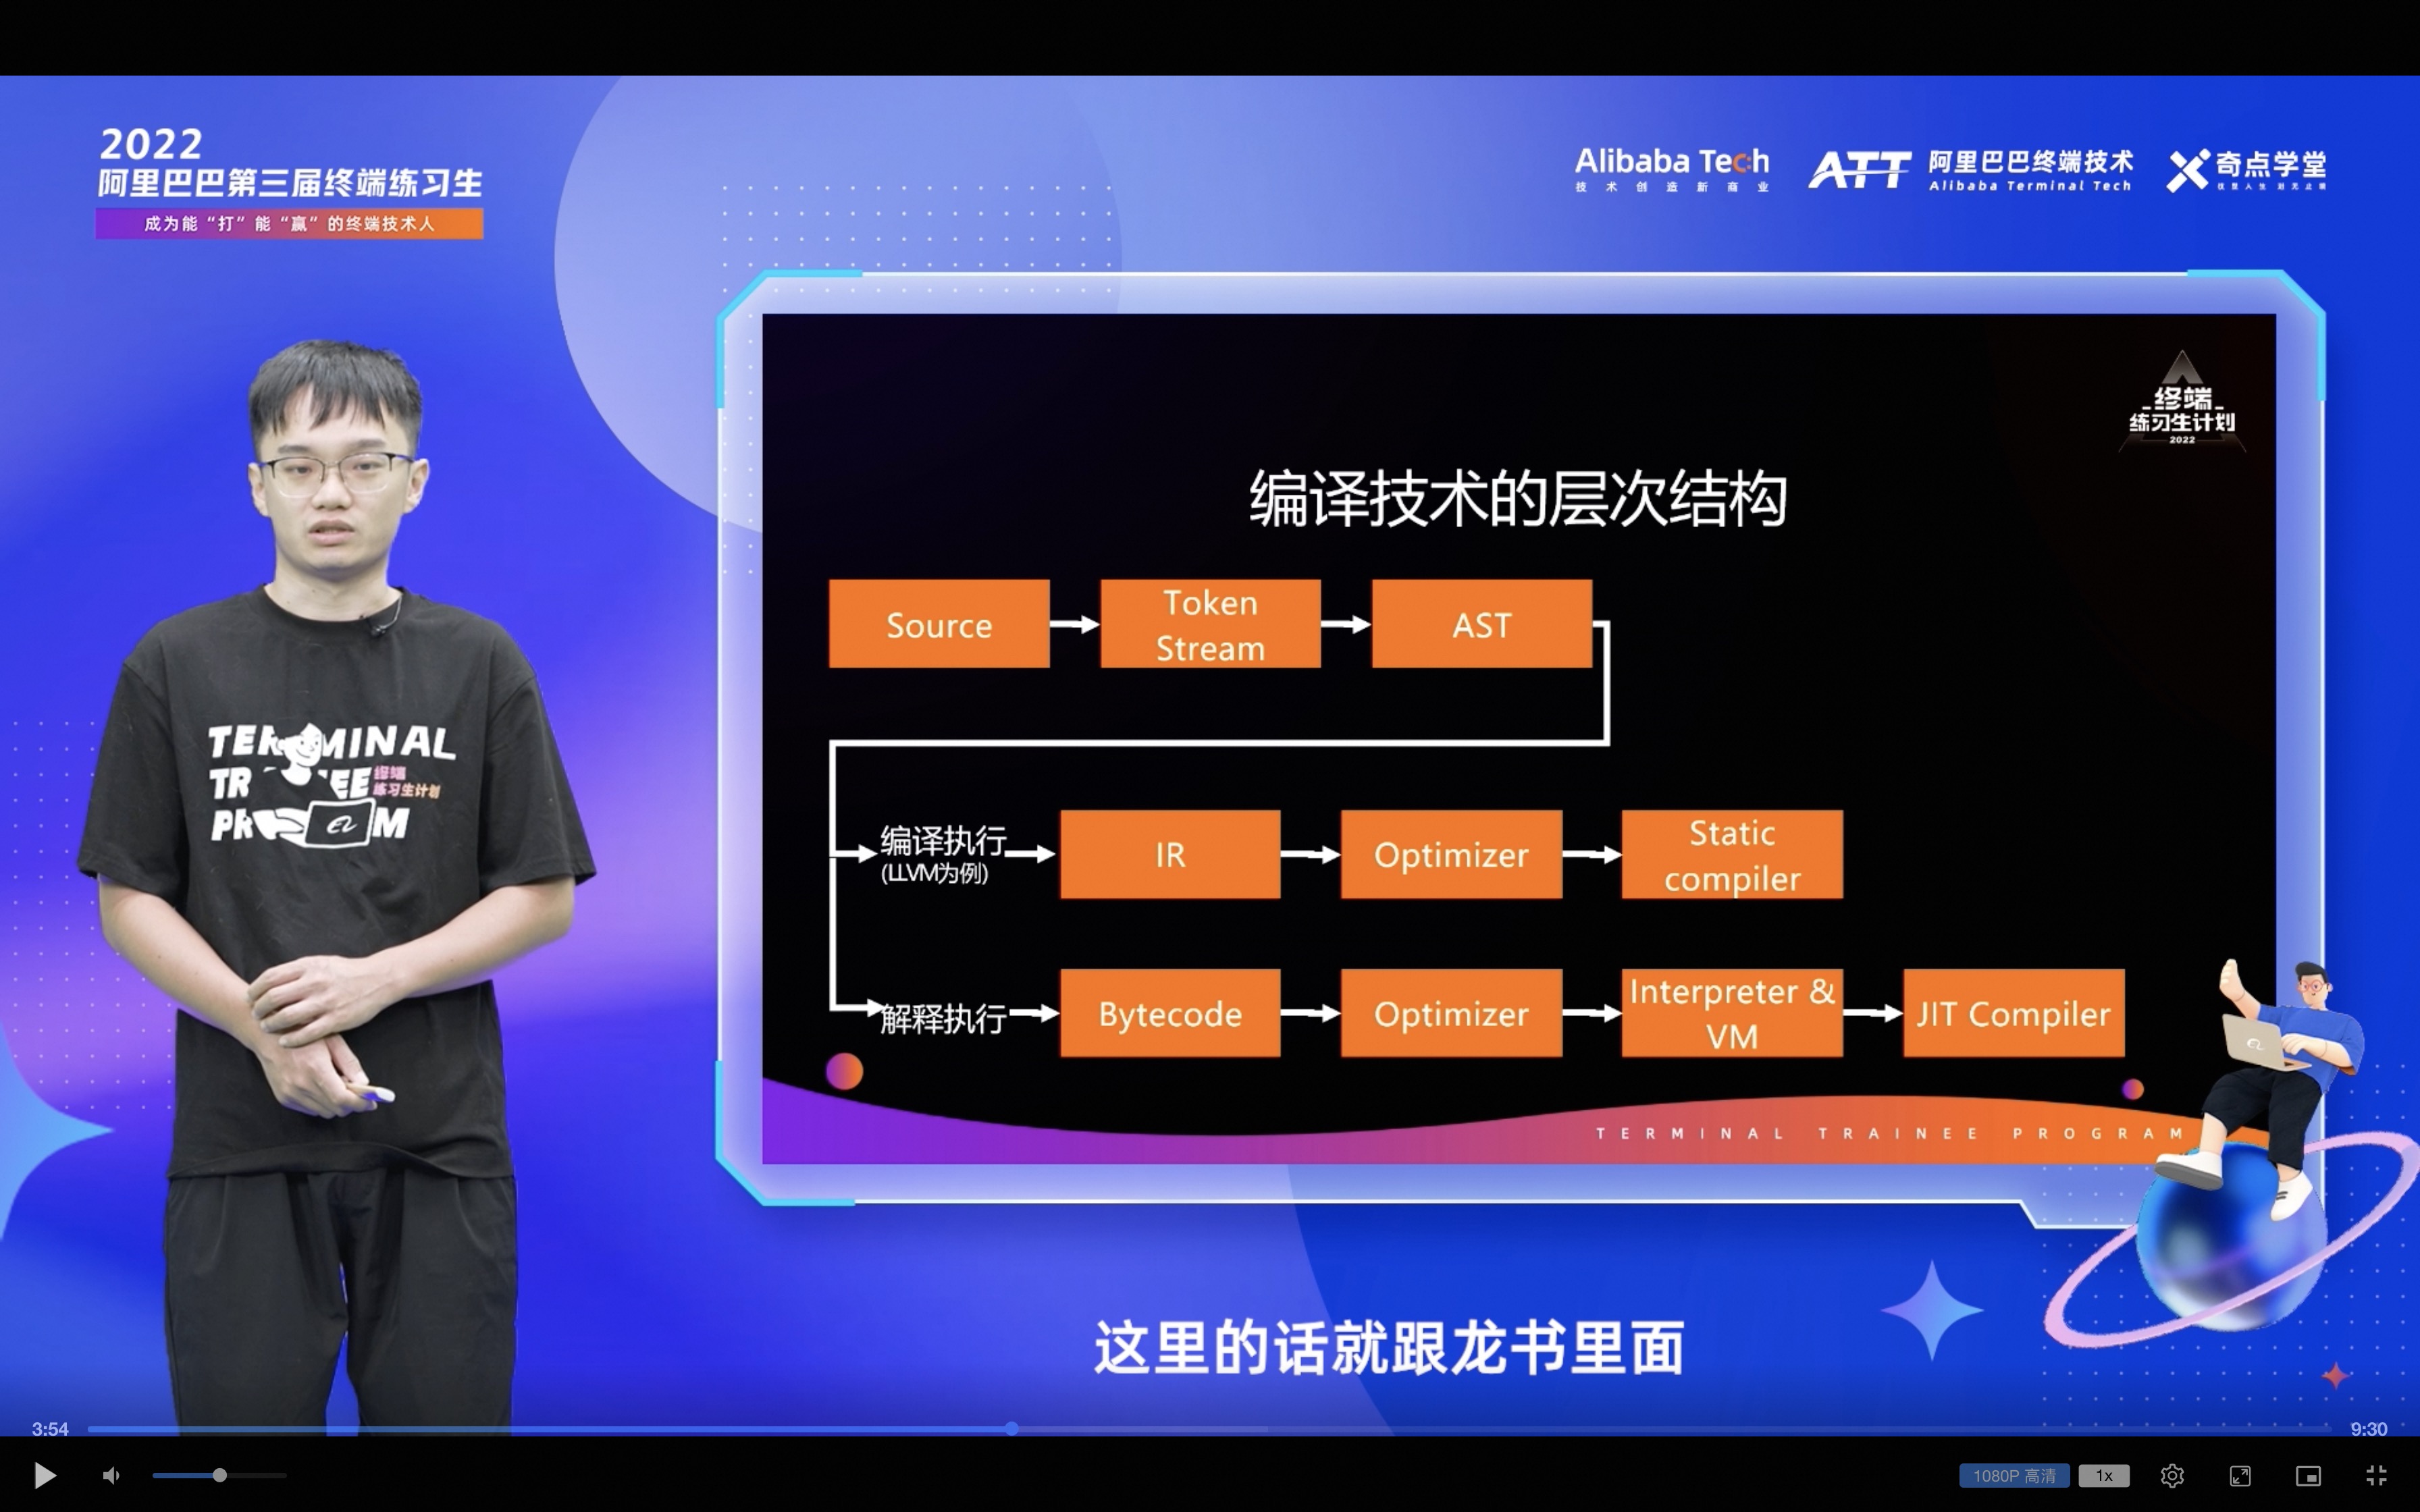 2022
阿里巴巴第三届终端练习生
成为能“打”能“赢”的终端技术人
Alibaba Tech
技术创造新商业
ATT
阿里巴巴终端技术
Alibaba Terminal Tech
奇点学堂
终端
练习生计划
2022
编译技术的层次结构
Source
Token
Stream
AST
编译执行
(LLVM为例)
IR
Optimizer
Static
compiler
解释执行
Bytecode
Optimizer
Interpreter &
VM
JIT Compiler
TERMINAL TRAINEE PROGRAM
TERMINAL
终端
练习生计划
这里的话就跟龙书里面
3:54
9:30
1080P 高清
1x